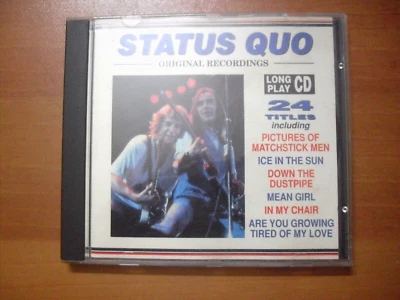 STATUS QUO
ORIGINAL RECORDINGS
LONG
PLAY CD
24
TITLES
including
PICTURES OF
MATCHSTICK MEN
ICE IN THE SUN
DOWN THE
DUSTPIPE
MEAN GIRL
IN MY CHAIR
ARE YOU GROWING
TIRED OF MY LOVE